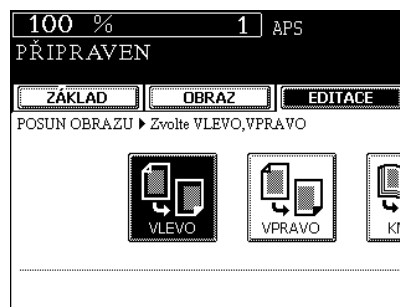 100 % 1 APS
PŘIPRAVEN
ZÁKLAD OBRAZ EDITACE
POSUN OBRAZU ▶ Zvolte VLEVO,VPRAVO
VLEVO VPRAVO